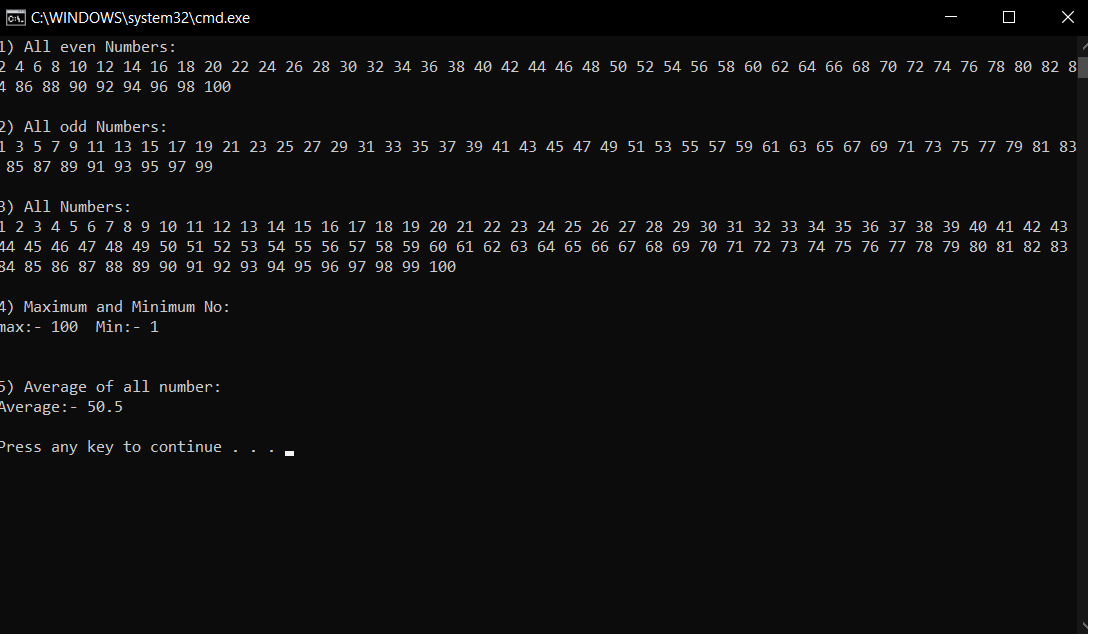 C:\WINDOWS\system32\cmd.exe
1) All even Numbers:
2 4 6 8 10 12 14 16 18 20 22 24 26 28 30 32 34 36 38 40 42 44 46 48 50 52 54 56 58 60 62 64 66 68 70 72 74 76 78 80 82 8
4 86 88 90 92 94 96 98 100
2) All odd Numbers:
1 3 5 7 9 11 13 15 17 19 21 23 25 27 29 31 33 35 37 39 41 43 45 47 49 51 53 55 57 59 61 63 65 67 69 71 73 75 77 79 81 83
85 87 89 91 93 95 97 99
3) All Numbers:
1 2 3 4 5 6 7 8 9 10 11 12 13 14 15 16 17 18 19 20 21 22 23 24 25 26 27 28 29 30 31 32 33 34 35 36 37 38 39 40 41 42 43
44 45 46 47 48 49 50 51 52 53 54 55 56 57 58 59 60 61 62 63 64 65 66 67 68 69 70 71 72 73 74 75 76 77 78 79 80 81 82 83
84 85 86 87 88 89 90 91 92 93 94 95 96 97 98 99 100
4) Maximum and Minimum No:
max:- 100  Min:- 1
5) Average of all number:
Average:- 50.5
Press any key to continue . . .